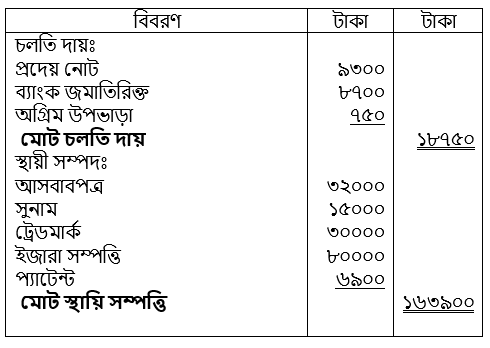 বিবরণ টাকা টাকা
চলতি দায়ঃ
প্রদেয় নোট ৯৩০০
ব্যাংক জমাতিরিক্ত ৮৭০০
অগ্রিম উপভাড়া ৭৫০
মোট চলতি দায় ১৮৭৫০
স্থায়ী সম্পদঃ
আসবাবপত্র ৩২০০০
সুনাম ১৫০০০
ট্রেডমার্ক ৩০০০০
ইজারা সম্পত্তি ৮০০০০
প্যাটেন্ট ৬৯০০
মোট স্থায়ি সম্পত্তি ১৬৩৯০০